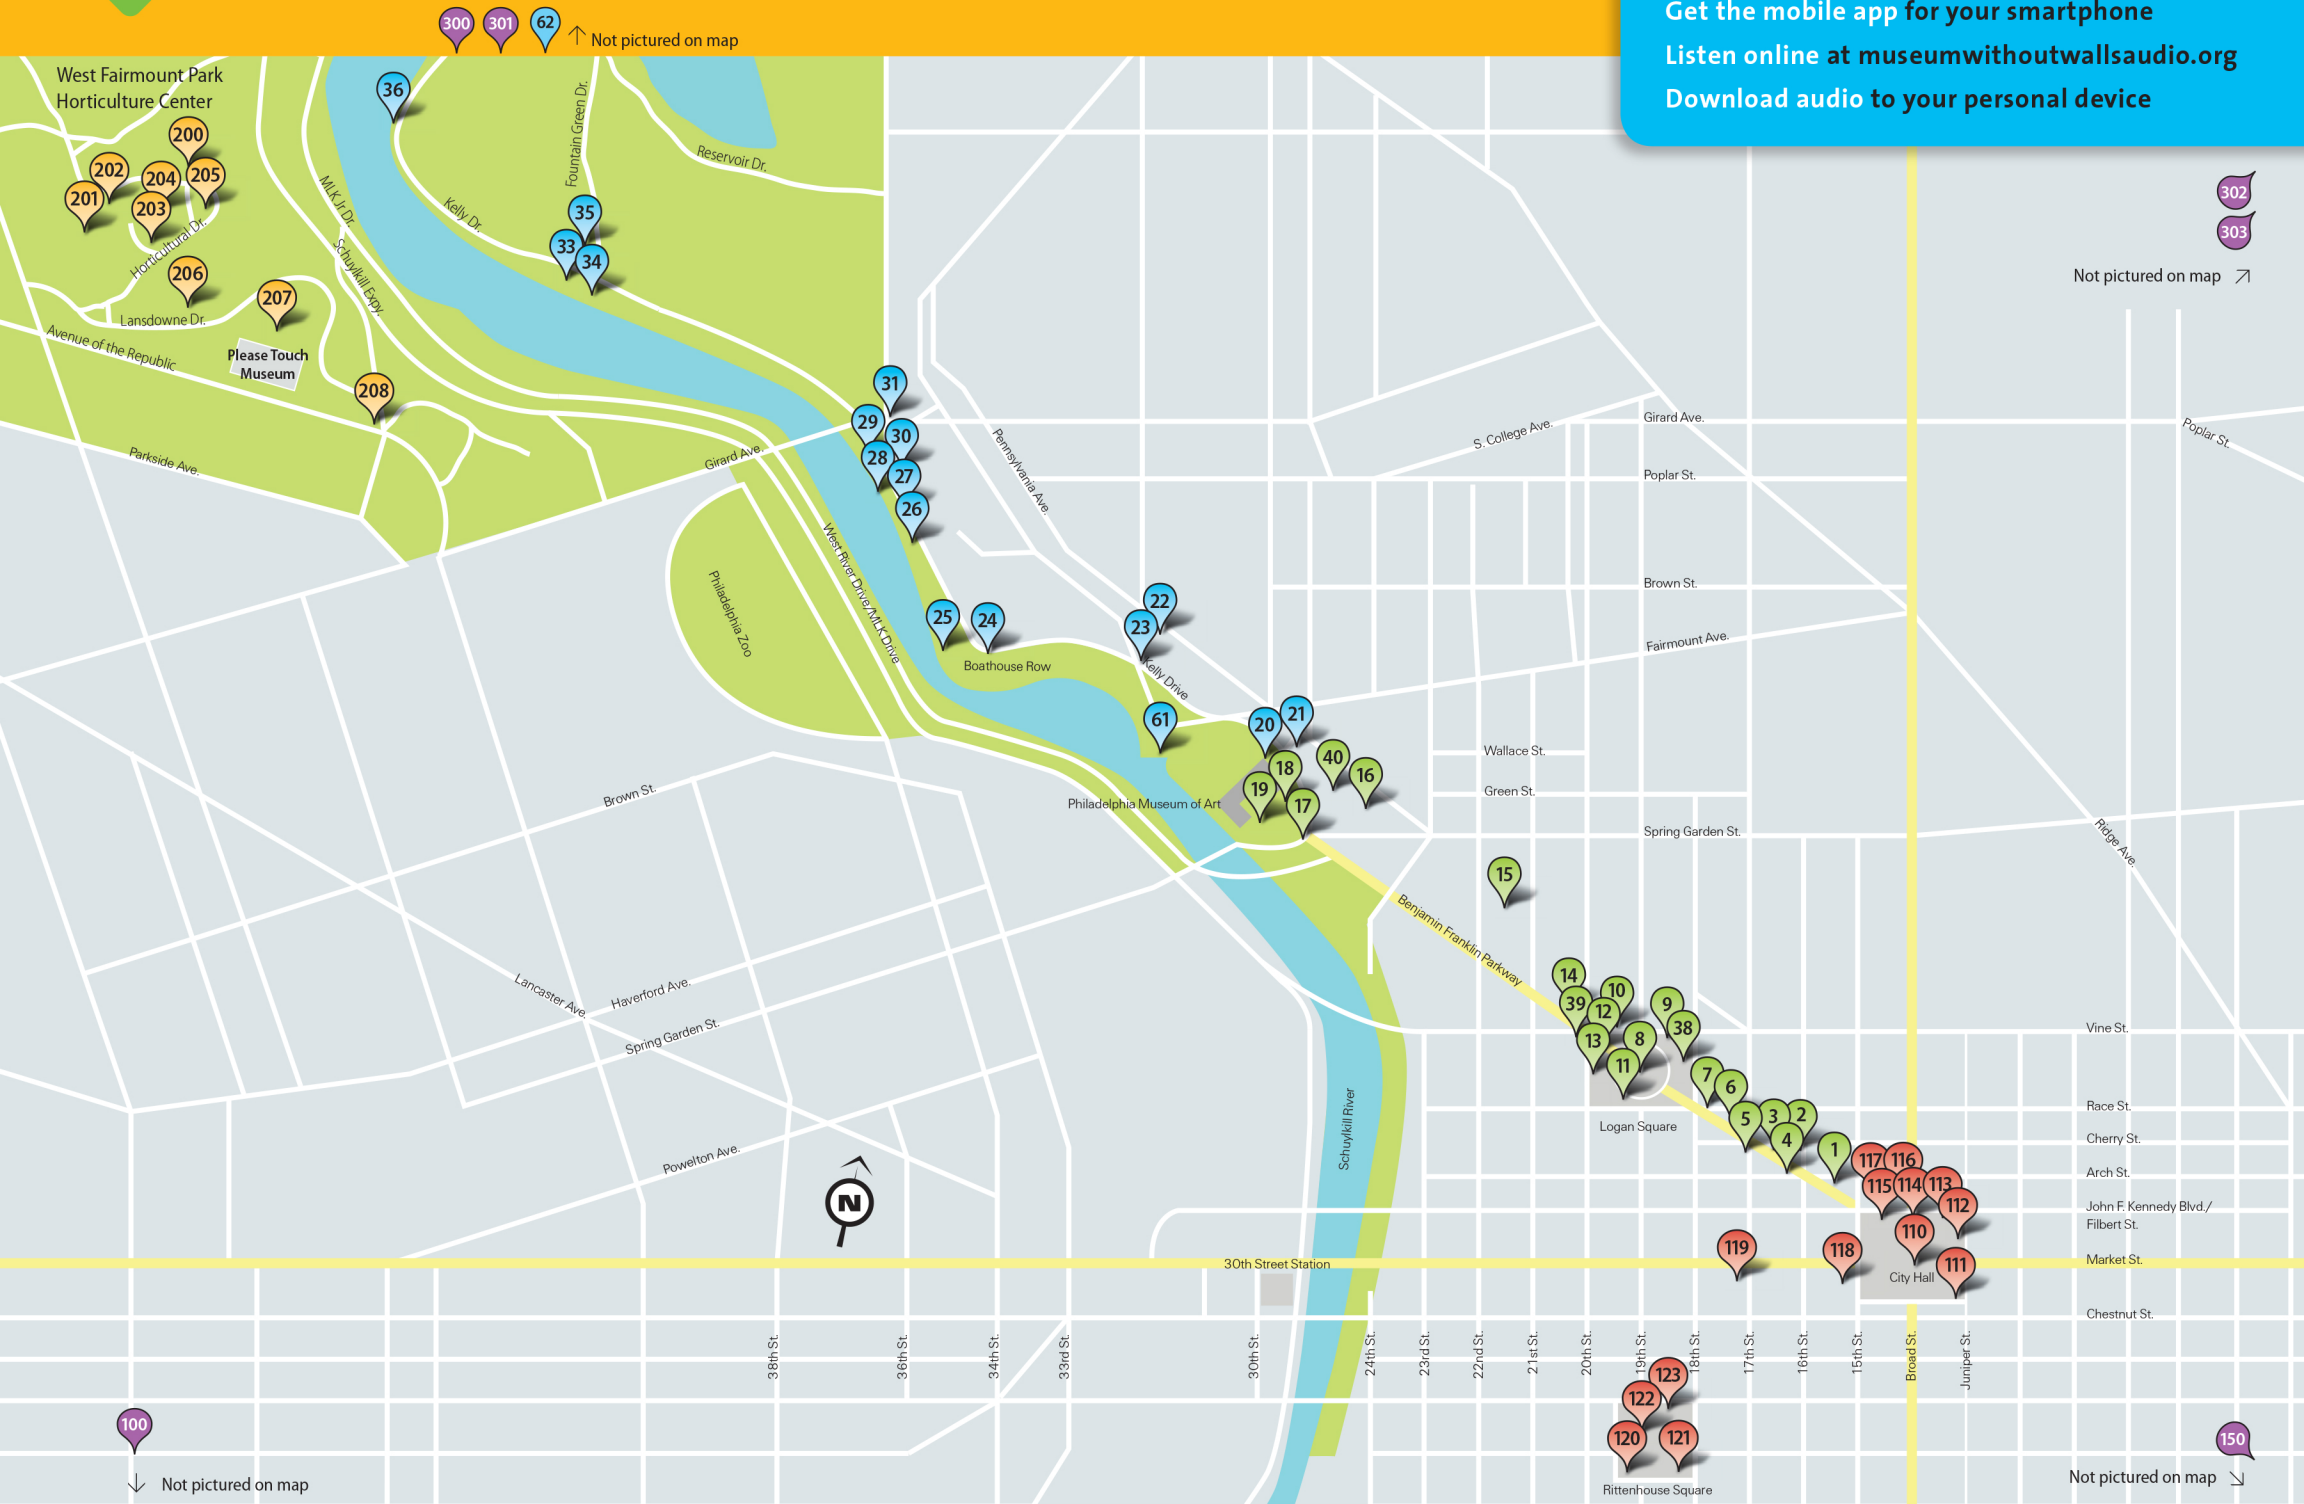 Get the mobile app for your smartphone
Listen online at museumwithoutwallsaudio.org
Download audio to your personal device
300 301 62 Not pictured on map
West Fairmount Park
Horticulture Center
36
200
202
204
205
201
203
Horticultural Dr.
206
207
Lansdowne Dr.
Avenue of the Republic
Please Touch
Museum
208
Parkside Ave.
MLK Jr Dr.
Schuylkill Expy.
Kelly Dr.
Fountain Green Dr.
Reservoir Dr.
35
33
34
302
303
Not pictured on map
31
29
30
28
27
26
Girard Ave.
Pennsylvania Ave.
S. College Ave.
Girard Ave.
Poplar St.
Poplar St.
Brown St.
Fairmount Ave.
Philadelphia Zoo
West River Drive/MLK Drive
25
24
22
23
Boathouse Row
Kelly Drive
61
20
21
18
40
16
19
17
Philadelphia Museum of Art
Wallace St.
Green St.
Spring Garden St.
Ridge Ave.
15
Benjamin Franklin Parkway
Brown St.
Lancaster Ave.
Haverford Ave.
Spring Garden St.
Powelton Ave.
N
Schuylkill River
14
39
10
12
9
38
13
8
11
7
6
5
3
2
4
1
Logan Square
Vine St.
Race St.
Cherry St.
Arch St.
John F. Kennedy Blvd./
Filbert St.
Market St.
Chestnut St.
117
116
115
114
113
112
110
111
119
118
City Hall
30th Street Station
38th St.
36th St.
34th St.
33rd St.
30th St.
24th St.
23rd St.
22nd St.
21st St.
20th St.
19th St.
18th St.
17th St.
16th St.
15th St.
Broad St.
Juniper St.
123
122
120
121
Rittenhouse Square
100
Not pictured on map
150
Not pictured on map